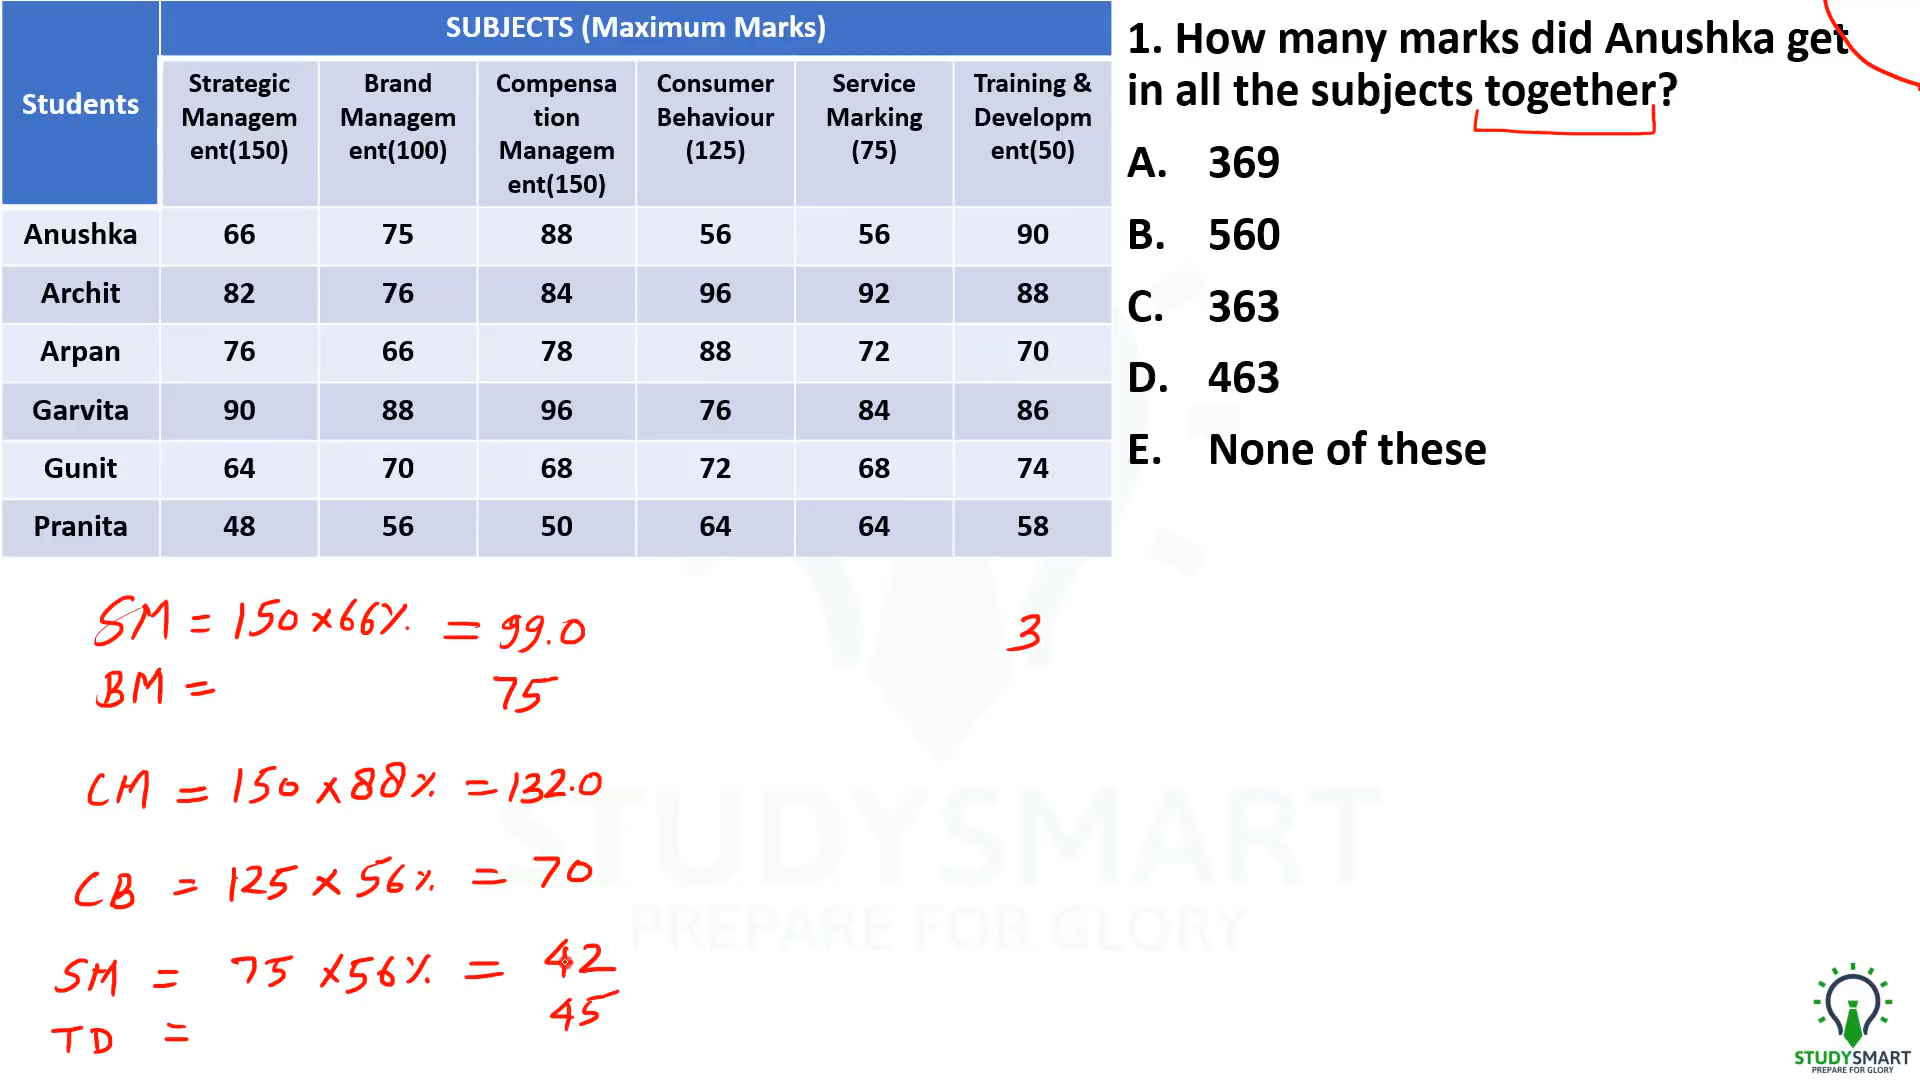 SUBJECTS (Maximum Marks)
Students
Strategic Managem ent(150)
Brand Managem ent(100)
Compensa tion Managem ent(150)
Consumer Behaviour (125)
Service Marking (75)
Training & Developm ent(50)
Anushka 66 75 88 56 56 90
Archit 82 76 84 96 92 88
Arpan 76 66 78 88 72 70
Garvita 90 88 96 76 84 86
Gunit 64 70 68 72 68 74
Pranita 48 56 50 64 64 58
1. How many marks did Anushka get
in all the subjects together?
A. 369
B. 560
C. 363
D. 463
E. None of these
SM = 150 × 66% = 99.0
3
BM = 75
CM = 150 × 88% = 132.0
CB = 125 × 56% = 70
SM = 75 × 56% = 42
TD = 45
STUDYSMART
PREPARE FOR GLORY
STUDYSMART
PREPARE FOR GLORY